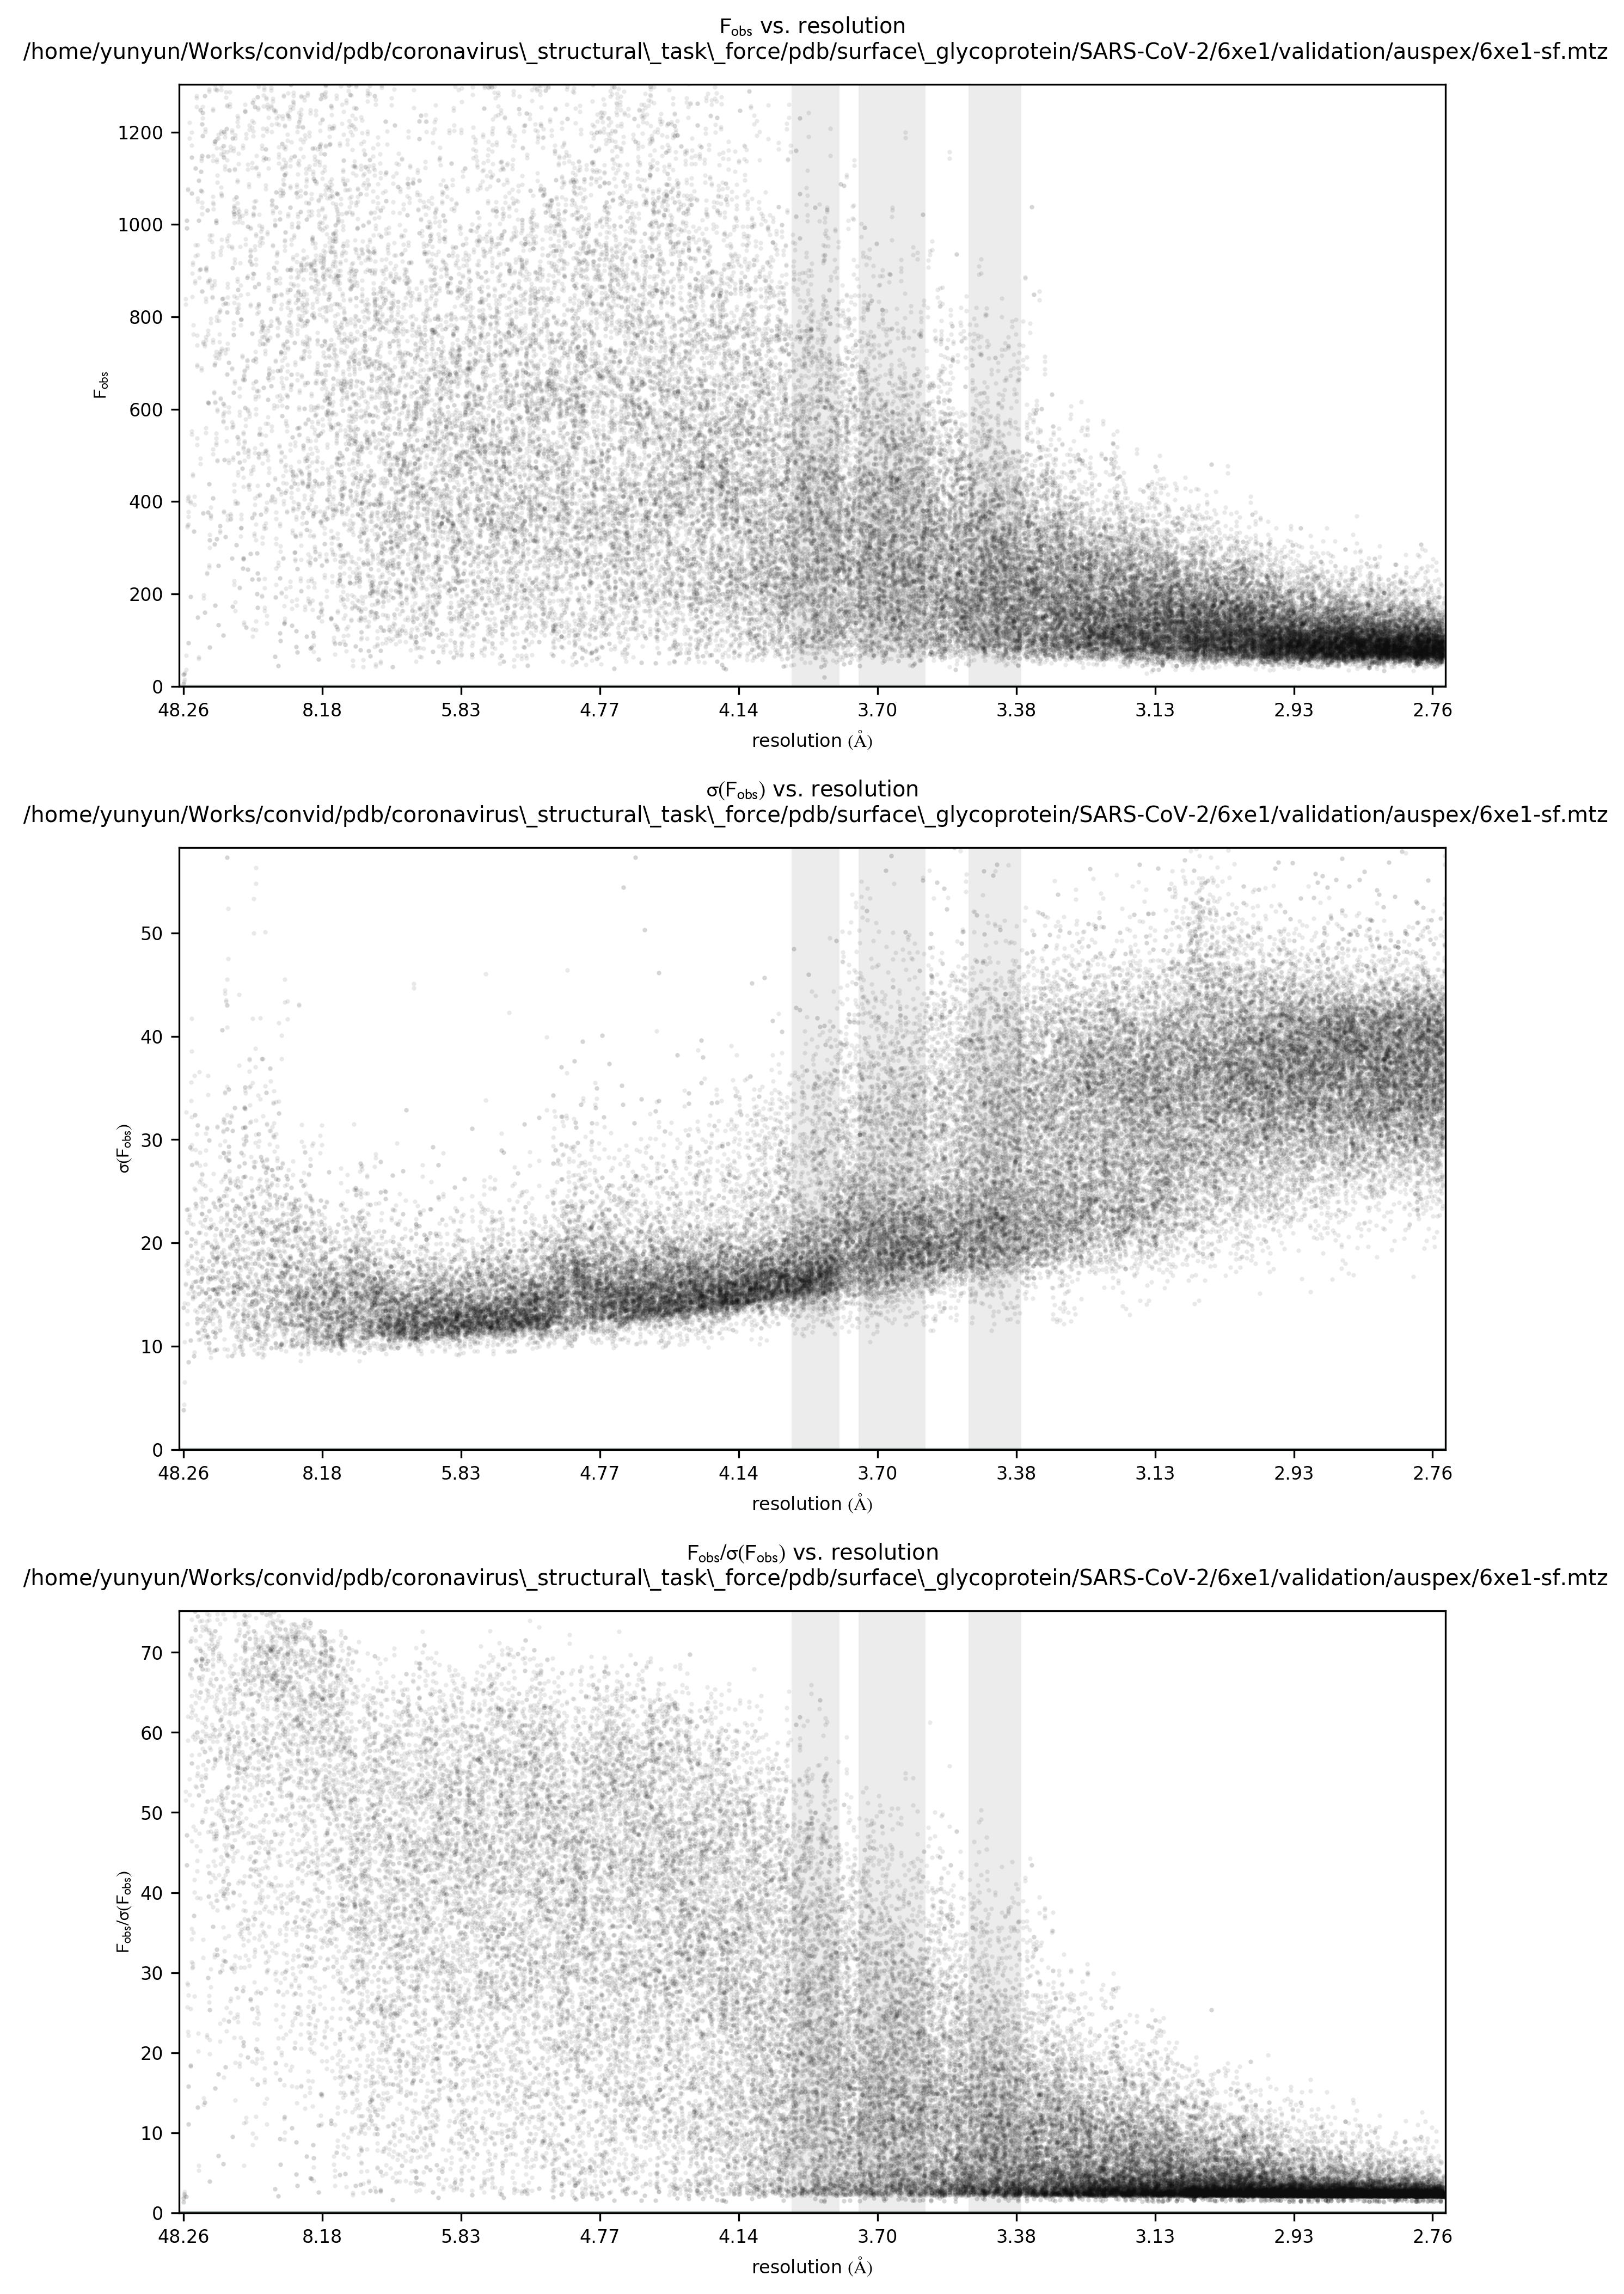 Fobs vs. resolution
/home/yunyun/Works/convid/pdb/coronavirus\_structural\_task\_force/pdb/surface\_glycoprotein/SARS-CoV-2/6xe1/validation/auspex/6xe1-sf.mtz
1200
1000
800
600
400
200
0
Fobs
48.26 8.18 5.83 4.77 4.14 3.70 3.38 3.13 2.93 2.76
resolution (Å)
σ(Fobs) vs. resolution
/home/yunyun/Works/convid/pdb/coronavirus\_structural\_task\_force/pdb/surface\_glycoprotein/SARS-CoV-2/6xe1/validation/auspex/6xe1-sf.mtz
50
40
30
20
10
0
σ(Fobs)
48.26 8.18 5.83 4.77 4.14 3.70 3.38 3.13 2.93 2.76
resolution (Å)
Fobs/σ(Fobs) vs. resolution
/home/yunyun/Works/convid/pdb/coronavirus\_structural\_task\_force/pdb/surface\_glycoprotein/SARS-CoV-2/6xe1/validation/auspex/6xe1-sf.mtz
70
60
50
40
30
20
10
0
Fobs/σ(Fobs)
48.26 8.18 5.83 4.77 4.14 3.70 3.38 3.13 2.93 2.76
resolution (Å)